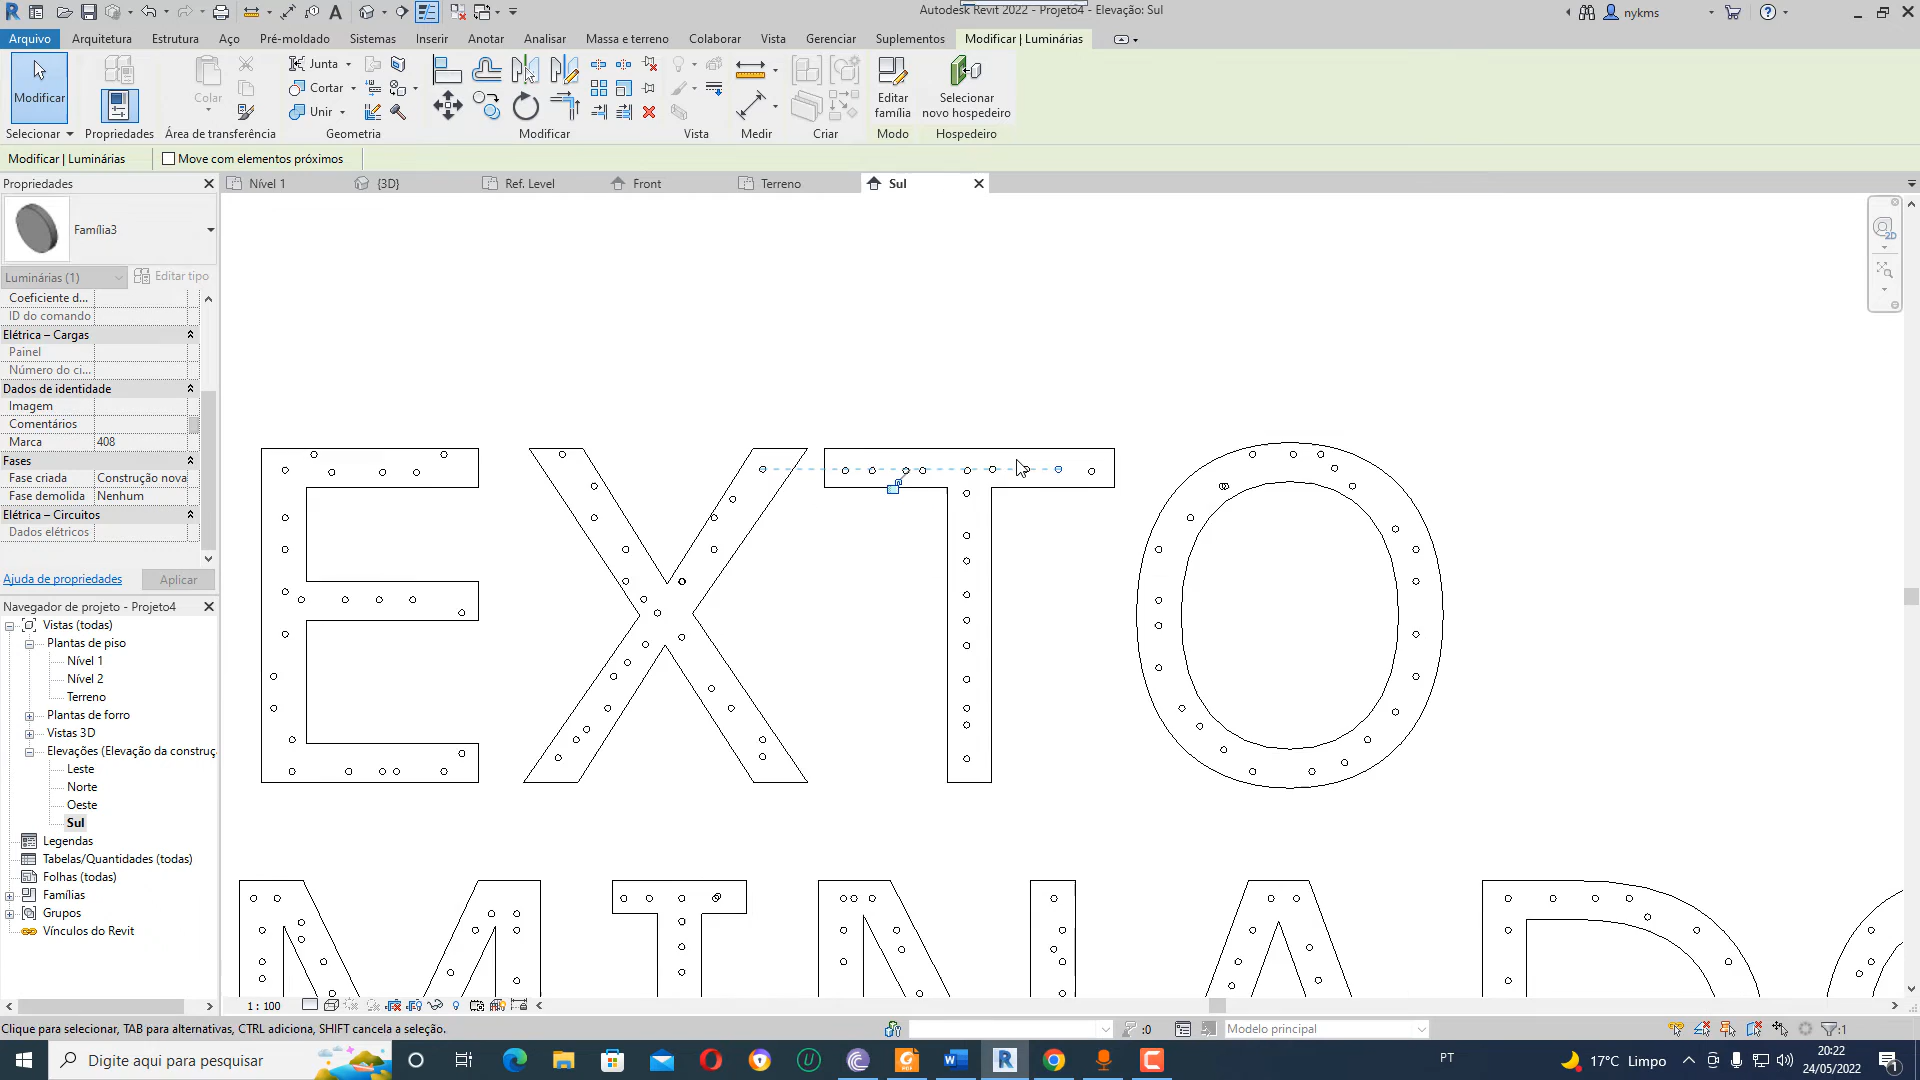 Autodesk Revit 2022 - Projeto4 - Elevação: Sul
nykms
Arquivo Arquitetura Estrutura Aço Pré-moldado Sistemas Inserir Anotar Analisar Massa e terreno Colaborar Vista Gerenciar Suplementos Modificar | Luminárias
Modificar
Colar
Junta
Cortar
Unir
Editar família
Selecionar novo hospedeiro
Selecionar Propriedades Área de transferência Geometria Modificar Vista Medir Criar Modo Hospedeiro
Modificar | Luminárias Move com elementos próximos
Propriedades
Nível 1 {3D} Ref. Level Front Terreno Sul
Família3
Luminárias (1) Editar tipo
Coeficiente d...
ID do comando
Elétrica – Cargas
Painel
Número do ci...
Dados de identidade
Imagem
Comentários
Marca 408
Fases
Fase criada Construção nova
Fase demolida Nenhum
Elétrica – Circuitos
Dados elétricos
Ajuda de propriedades Aplicar
Navegador de projeto - Projeto4
Vistas (todas)
Plantas de piso
Nível 1
Nível 2
Terreno
Plantas de forro
Vistas 3D
Elevações (Elevação da construç
Leste
Norte
Oeste
Sul
Legendas
Tabelas/Quantidades (todas)
Folhas (todas)
Famílias
Grupos
Vínculos do Revit
EXTO
1 : 100
Clique para selecionar, TAB para alternativas, CTRL adiciona, SHIFT cancela a seleção.
:0
Modelo principal
:1
Digite aqui para pesquisar
PT
17°C Limpo
20:22
24/05/2022
1